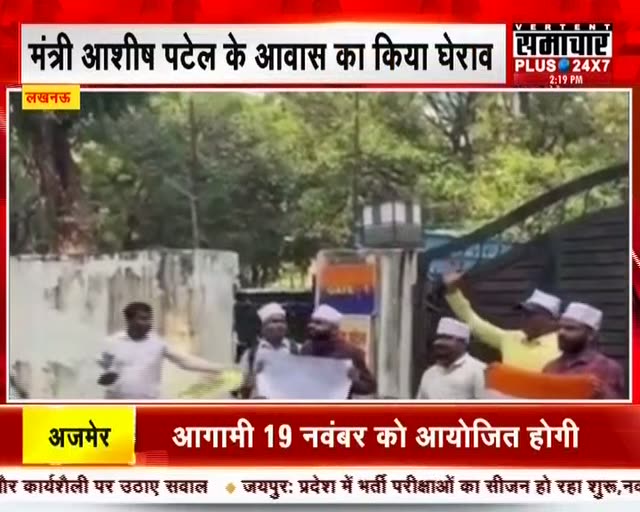 मंत्री आशीष पटेल के आवास का किया घेराव
VERTENT
समाचार
PLUS 24X7
2:19 PM
लखनऊ
अजमेर
आगामी 19 नवंबर को आयोजित होगी
और कार्यशैली पर उठाए सवाल ◆ जयपुर: प्रदेश में भर्ती परीक्षाओं का सीजन हो रहा शुरू,